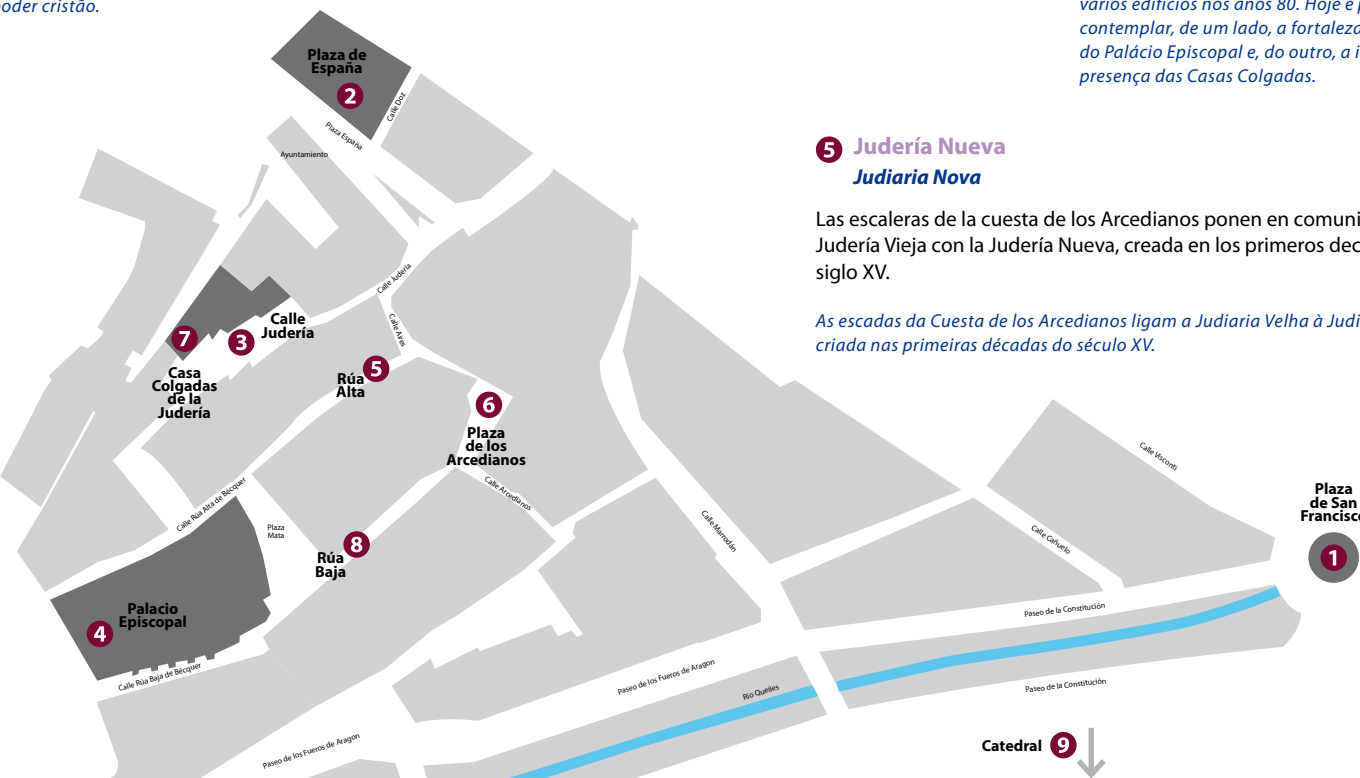 poder cristão.
vários edifícios nos anos 80. Hoje é p
contemplar, de um lado, a fortaleza
do Palácio Episcopal e, do outro, a i
presença das Casas Colgadas.
5 Judería Nueva
Judiaria Nova
Las escaleras de la cuesta de los Arcedianos ponen en comuni
Judería Vieja con la Judería Nueva, creada en los primeros dec
siglo XV.
As escadas da Cuesta de los Arcedianos ligam a Judiaria Velha à Judi
criada nas primeiras décadas do século XV.
Plaza de
España
2
Calle Doz
Plaza España
Ayuntamiento
Calle Judería
7
3
Calle
Judería
Calle Aires
Casa
Colgadas
de la
Judería
Rúa
Alta
5
6
Plaza
de los
Arcedianos
Calle Arcedianos
Calle Rúa Alta de Bécquer
Plaza
Mata
Rúa
Baja
8
Palacio
Episcopal
4
Calle Rúa Baja de Bécquer
Calle Marrodán
Calle Visconti
Calle Cañuelo
Plaza
de San
Francisco
1
Paseo de la Constitución
Paseo de la Constitución
Paseo de los Fueros de Aragon
Río Queiles
Paseo de los Fueros de Aragon
Catedral 9